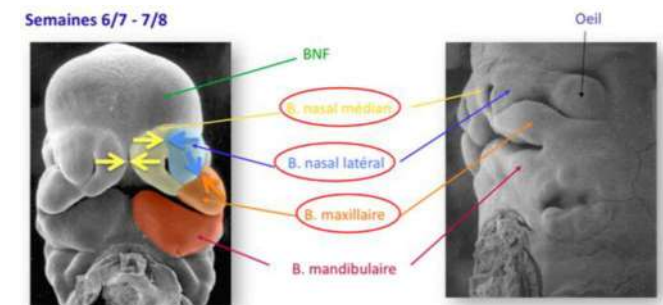 Semaines 6/7 - 7/8
Oeil
BNF
B. nasal médian
B. nasal latéral
B. maxillaire
B. mandibulaire